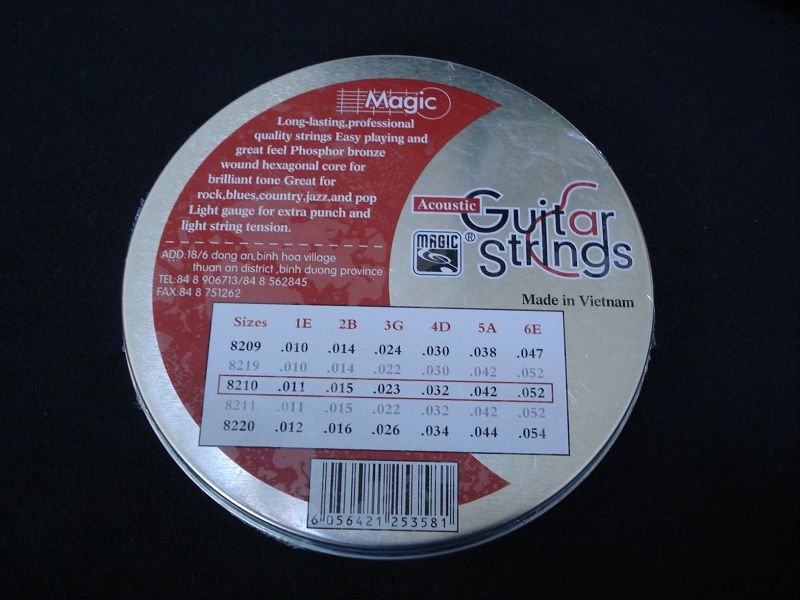 Magic
Long-lasting,professional
quality strings Easy playing and
great feel Phosphor bronze
wound hexagonal core for
brilliant tone Great for
rock,blues,country,jazz,and pop
Light gauge for extra punch and
light string tension.
ADD:18/6 dong an,binh hoa village
thuan an district ,binh duong province
TEL:84 8 906713/84 8 562845
FAX:84 8 751262
Acoustic
Guitar
Strings
MAGIC ®
Made in Vietnam
Sizes 1E 2B 3G 4D 5A 6E
8209 .010 .014 .024 .030 .038 .047
8219 .010 .014 .022 .030 .042 .052
8210 .011 .015 .023 .032 .042 .052
8211 .011 .015 .022 .032 .042 .052
8220 .012 .016 .026 .034 .044 .054
6 056421 253581